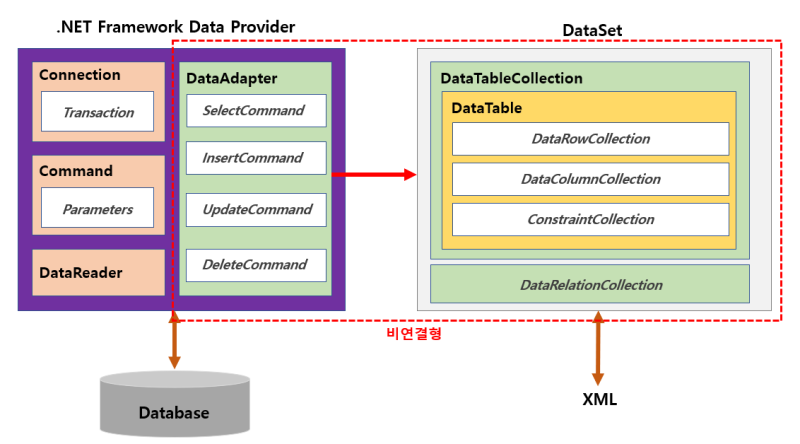 .NET Framework Data Provider
DataSet
Connection
Transaction
Command
Parameters
DataReader
DataAdapter
SelectCommand
InsertCommand
UpdateCommand
DeleteCommand
DataTableCollection
DataTable
DataRowCollection
DataColumnCollection
ConstraintCollection
DataRelationCollection
비연결형
Database
XML